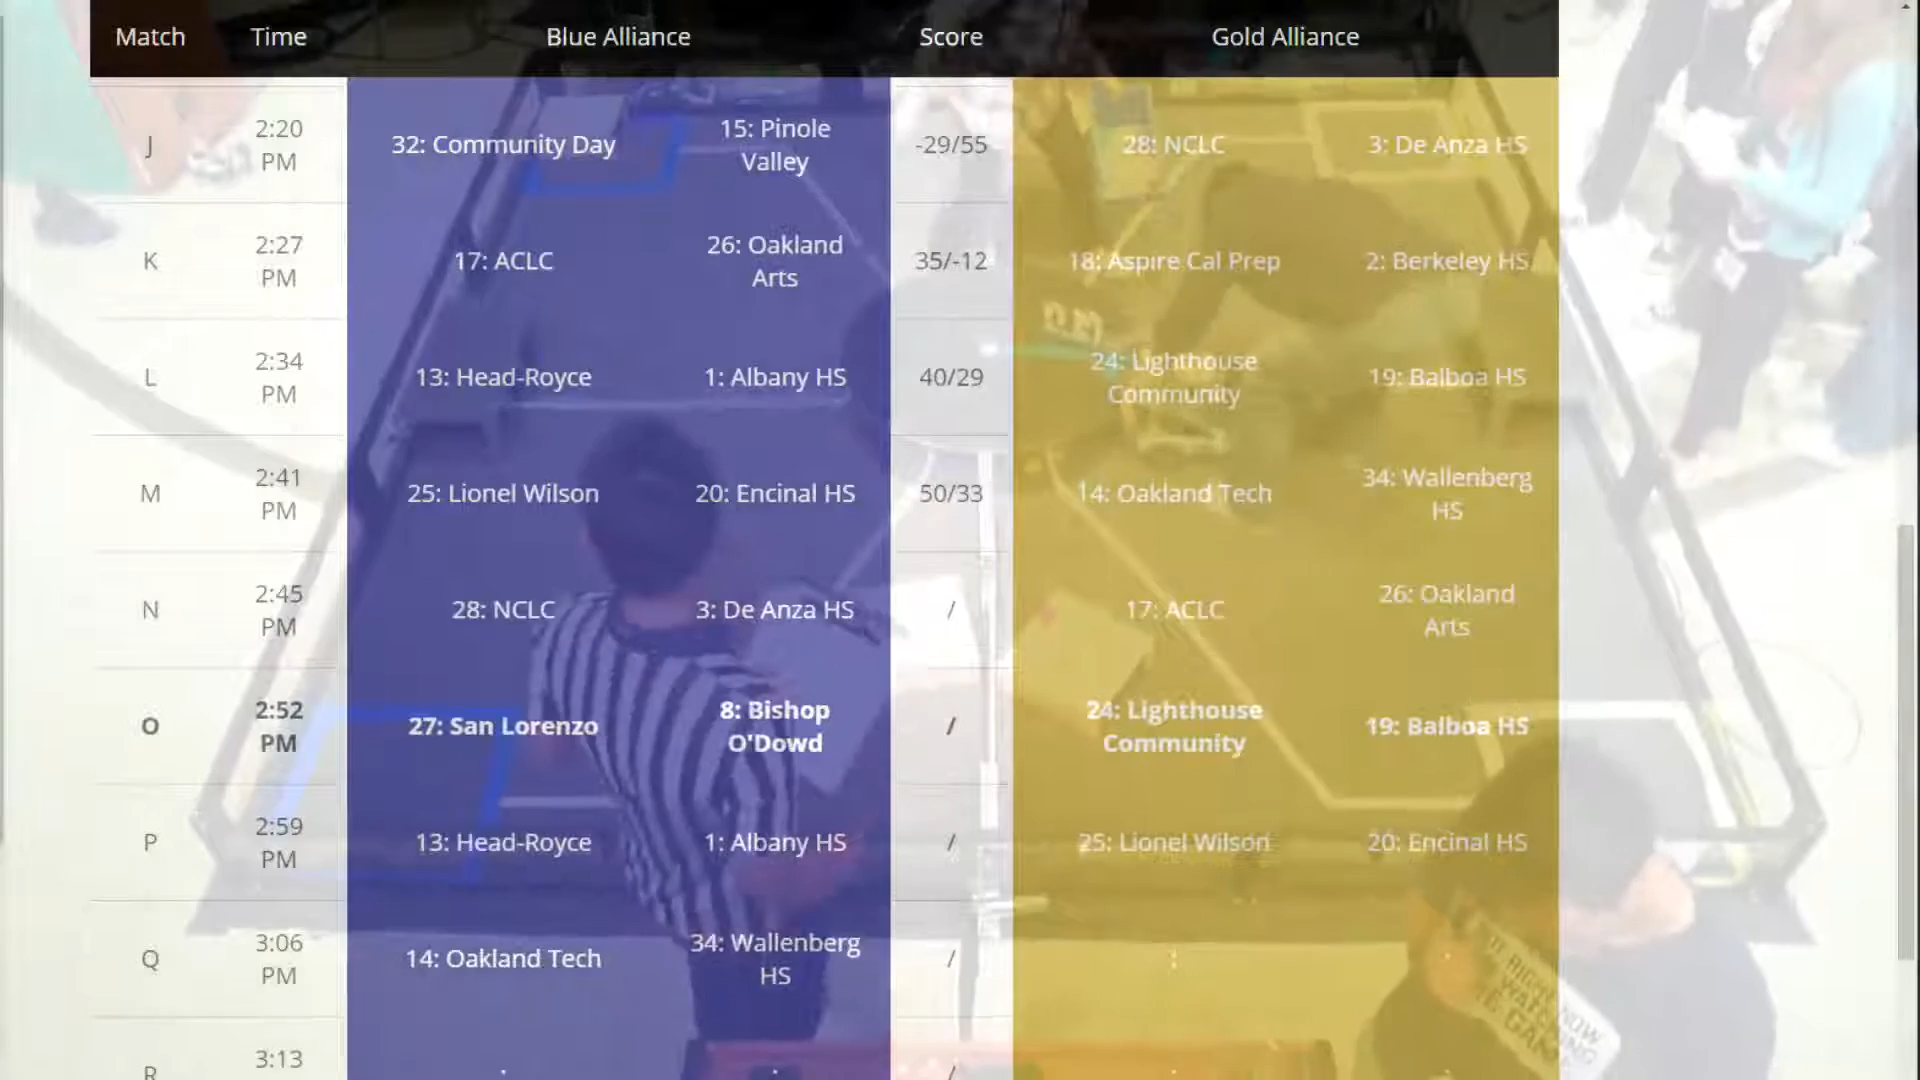 Match Time Blue Alliance Score Gold Alliance
J 2:20 PM 32: Community Day 15: Pinole Valley -29/55 28: NCLC 3: De Anza HS
K 2:27 PM 17: ACLC 26: Oakland Arts 35/-12 18: Aspire Cal Prep 2: Berkeley HS
L 2:34 PM 13: Head-Royce 1: Albany HS 40/29 24: Lighthouse Community 19: Balboa HS
M 2:41 PM 25: Lionel Wilson 20: Encinal HS 50/33 14: Oakland Tech 34: Wallenberg HS
N 2:45 PM 28: NCLC 3: De Anza HS / 17: ACLC 26: Oakland Arts
O 2:52 PM 27: San Lorenzo 8: Bishop O'Dowd / 24: Lighthouse Community 19: Balboa HS
P 2:59 PM 13: Head-Royce 1: Albany HS / 25: Lionel Wilson 20: Encinal HS
Q 3:06 PM 14: Oakland Tech 34: Wallenberg HS / : :
R 3:13 : : / : :
RIGHT NOW